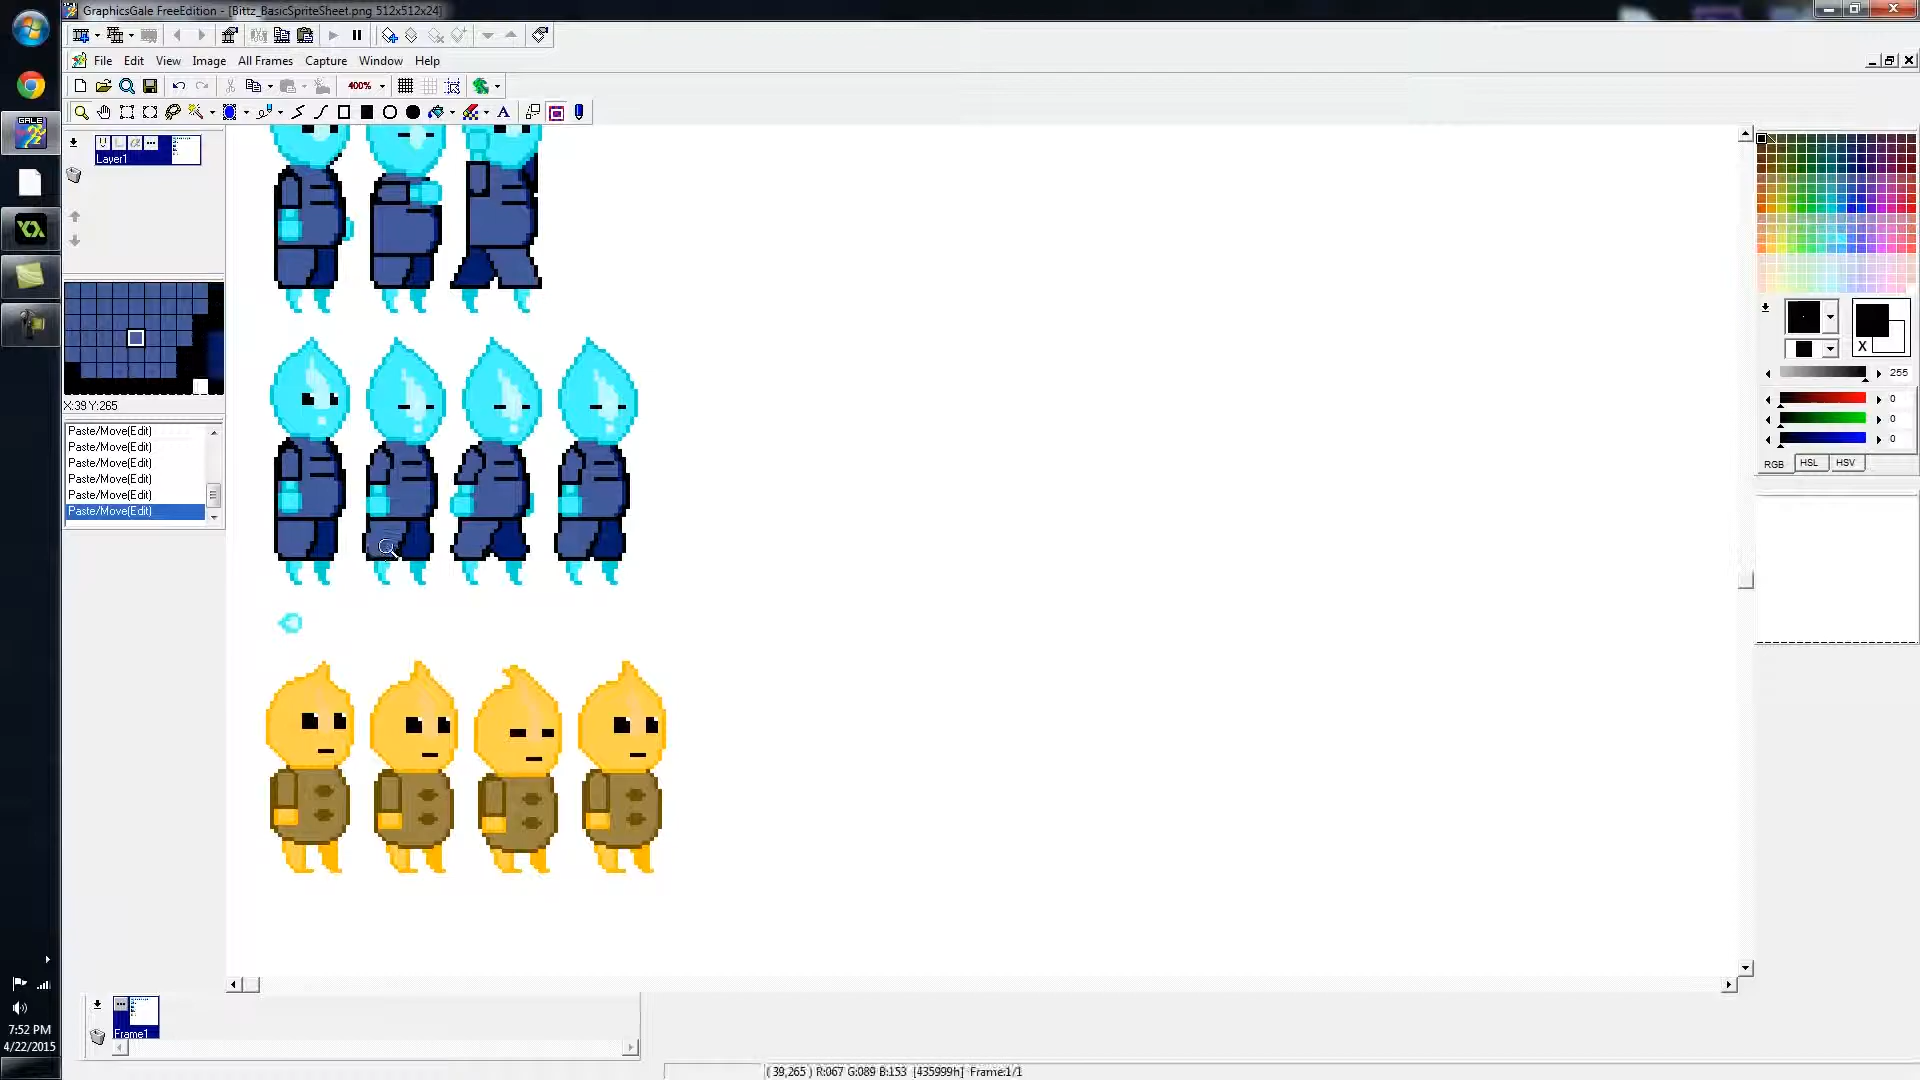 GraphicsGale FreeEdition - [Bittz_BasicSpriteSheet.png 512x512x24]
File Edit View Image All Frames Capture Window Help
400%
A
Layer1
GALE
255
X
X:39 Y:265
0
0
0
RGB HSL HSV
Paste/Move(Edit)
Paste/Move(Edit)
Paste/Move(Edit)
Paste/Move(Edit)
Paste/Move(Edit)
Paste/Move(Edit)
7:52 PM
4/22/2015
Frame1
( 39,265 ) R:067 G:089 B:153 [435999h] Frame:1/1